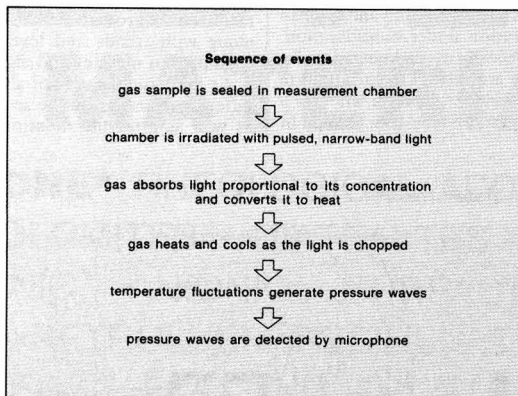 Sequence of events
gas sample is sealed in measurement chamber
chamber is irradiated with pulsed, narrow-band light
gas absorbs light proportional to its concentration
and converts it to heat
gas heats and cools as the light is chopped
temperature fluctuations generate pressure waves
pressure waves are detected by microphone